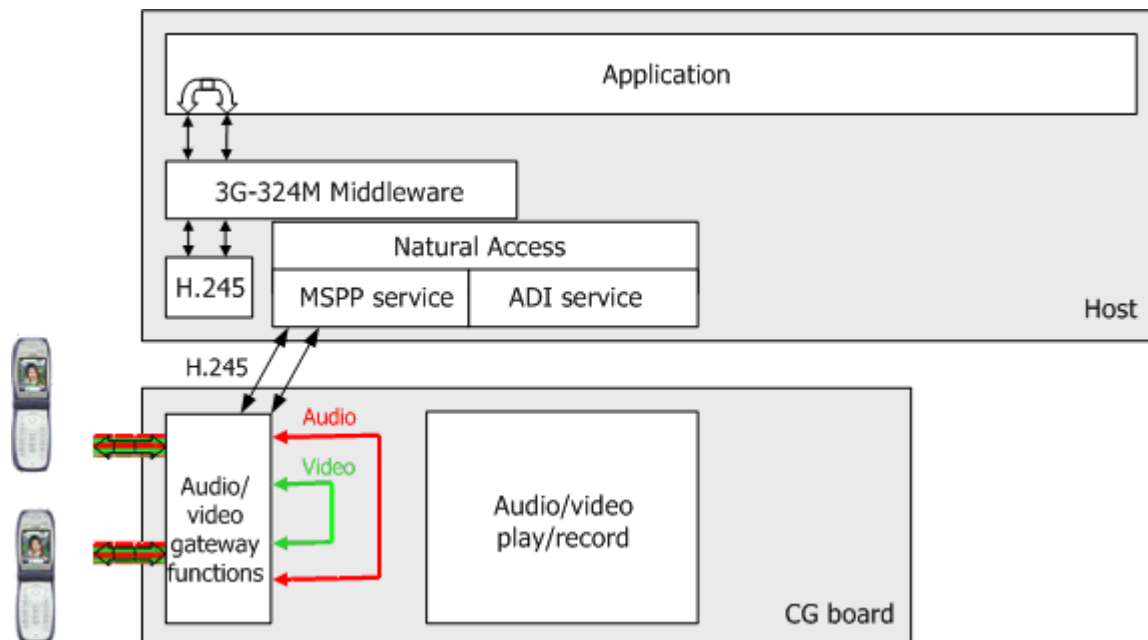 Application
3G-324M Middleware
Natural Access
H.245
MSPP service
ADI service
Host
H.245
Audio
Video
Audio/
video
gateway
functions
Audio/video
play/record
CG board